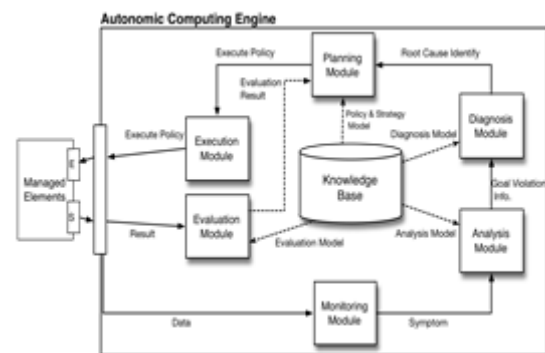 Autonomic Computing Engine
Execute Policy
Planning
Module
Root Cause Identify
Evaluation
Result
Execute Policy
Execution
Module
Policy & Strategy
Model
Diagnosis Model
Diagnosis
Module
E
Managed
Elements
S
Knowledge
Base
Goal Violation
Info.
Result
Evaluation
Module
Evaluation Model
Analysis Model
Analysis
Module
Data
Monitoring
Module
Symptom